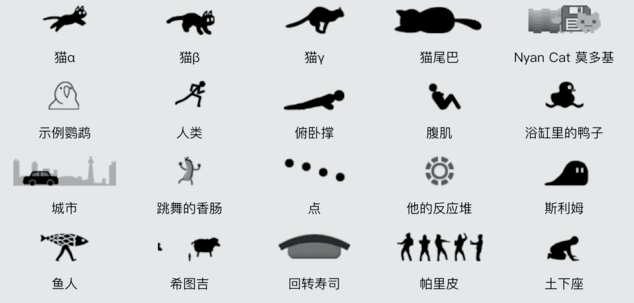 猫α
猫β
猫γ
猫尾巴
Nyan Cat 莫多基
示例鹦鹉
人类
俯卧撑
腹肌
浴缸里的鸭子
城市
跳舞的香肠
点
他的反应堆
斯利姆
鱼人
希图吉
回转寿司
帕里皮
土下座